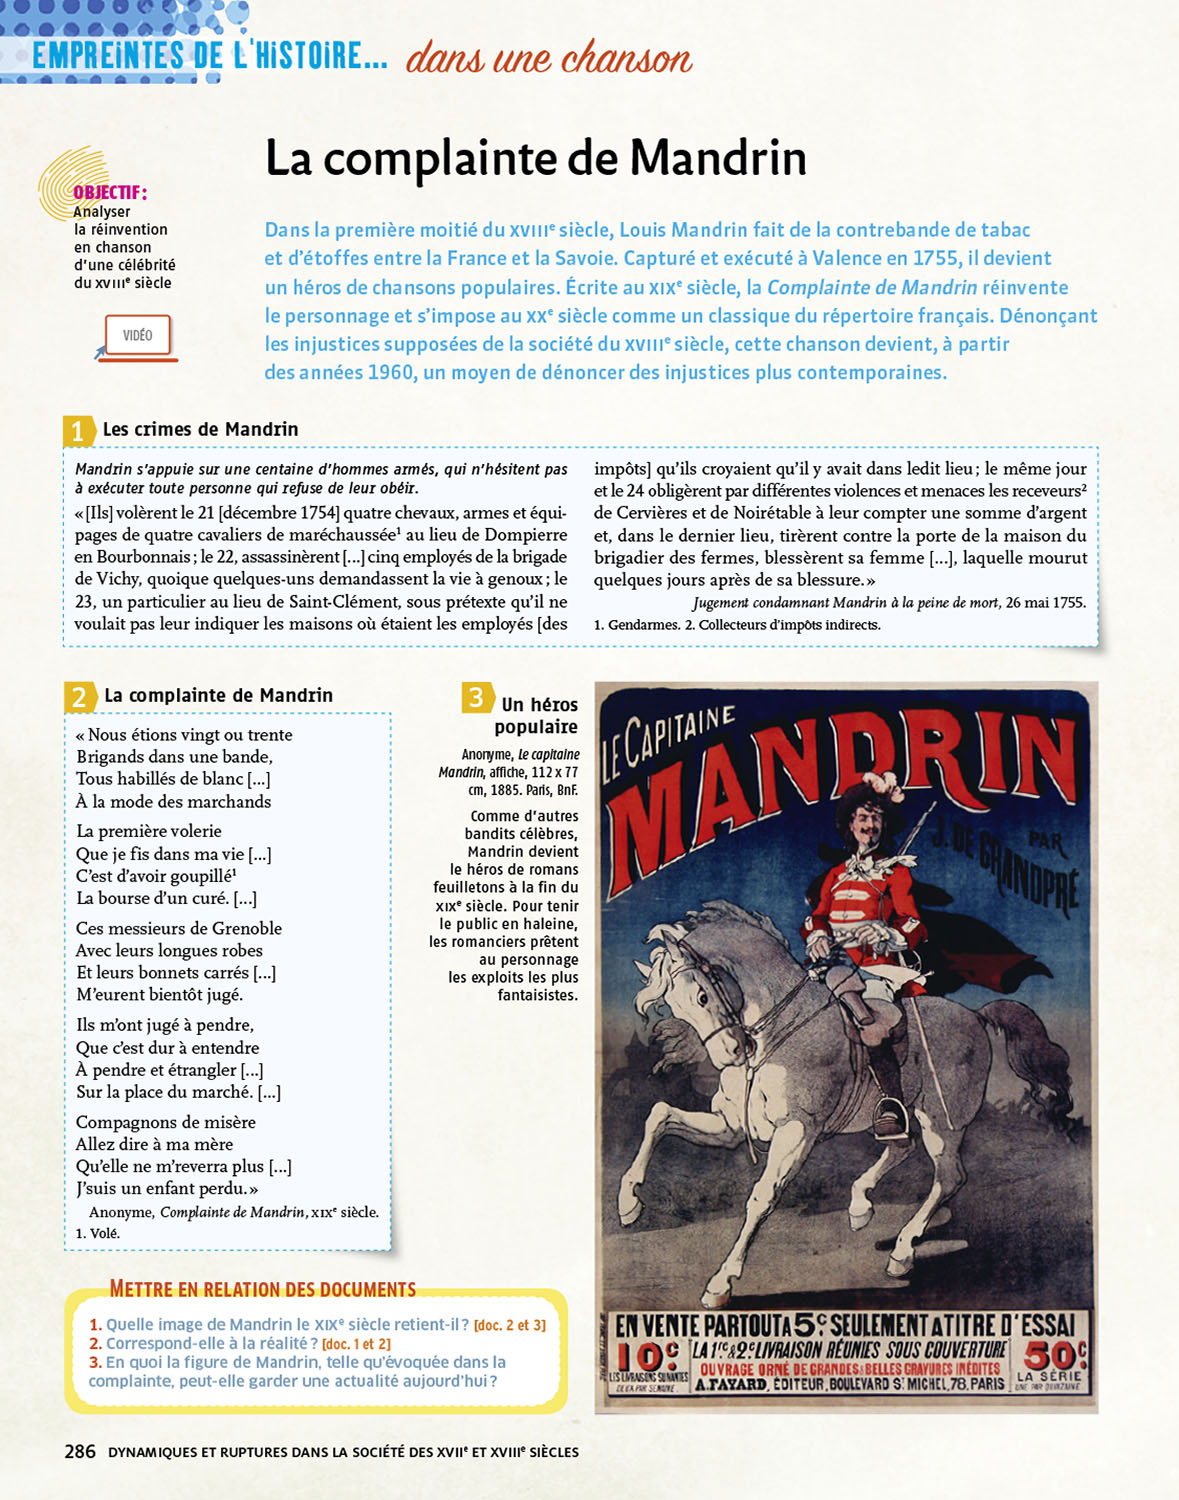 EMPREINTES DE L'HISTOIRE... dans une chanson
La complainte de Mandrin
OBJECTIF :
Analyser
la réinvention
en chanson
d'une célébrité
du XVIIIe siècle
VIDÉO
Dans la première moitié du XVIIIe siècle, Louis Mandrin fait de la contrebande de tabac
et d'étoffes entre la France et la Savoie. Capturé et exécuté à Valence en 1755, il devient
un héros de chansons populaires. Écrite au XIXe siècle, la Complainte de Mandrin réinvente
le personnage et s'impose au XXe siècle comme un classique du répertoire français. Dénonçant
les injustices supposées de la société du XVIIIe siècle, cette chanson devient, à partir
des années 1960, un moyen de dénoncer des injustices plus contemporaines.
1 Les crimes de Mandrin
Mandrin s'appuie sur une centaine d'hommes armés, qui n'hésitent pas
à exécuter toute personne qui refuse de leur obéir.
« [Ils] volèrent le 21 [décembre 1754] quatre chevaux, armes et équi-
pages de quatre cavaliers de maréchaussée1 au lieu de Dompierre
en Bourbonnais ; le 22, assassinèrent [...] cinq employés de la brigade
de Vichy, quoique quelques-uns demandassent la vie à genoux ; le
23, un particulier au lieu de Saint-Clément, sous prétexte qu'il ne
voulait pas leur indiquer les maisons où étaient les employés [des
impôts] qu'ils croyaient qu'il y avait dans ledit lieu ; le même jour
et le 24 obligèrent par différentes violences et menaces les receveurs2
de Cervières et de Noirétable à leur compter une somme d'argent
et, dans le dernier lieu, tirèrent contre la porte de la maison du
brigadier des fermes, blessèrent sa femme [...], laquelle mourut
quelques jours après de sa blessure. »
Jugement condamnant Mandrin à la peine de mort, 26 mai 1755.
1. Gendarmes. 2. Collecteurs d'impôts indirects.
2 La complainte de Mandrin
« Nous étions vingt ou trente
Brigands dans une bande,
Tous habillés de blanc [...]
À la mode des marchands
La première volerie
Que je fis dans ma vie [...]
C'est d'avoir goupillé1
La bourse d'un curé. [...]
Ces messieurs de Grenoble
Avec leurs longues robes
Et leurs bonnets carrés [...]
M'eurent bientôt jugé.
Ils m'ont jugé à pendre,
Que c'est dur à entendre
À pendre et étrangler [...]
Sur la place du marché. [...]
Compagnons de misère
Allez dire à ma mère
Qu'elle ne m'reverra plus [...]
J'suis un enfant perdu. »
Anonyme, Complainte de Mandrin, XIXe siècle.
1. Volé.
3 Un héros
populaire
Anonyme, Le capitaine
Mandrin, affiche, 112 x 77
cm, 1885. Paris, BnF.
Comme d'autres
bandits célèbres,
Mandrin devient
le héros de romans
feuilletons à la fin du
XIXe siècle. Pour tenir
le public en haleine,
les romanciers prêtent
au personnage
les exploits les plus
fantaisistes.
LE CAPITAINE
MANDRIN
PAR
J. DE GRANDPRÉ
EN VENTE PARTOUT A 5c SEULEMENT A TITRE D'ESSAI
LA 1re & 2e LIVRAISON RÉUNIES SOUS COUVERTURE
10c
LES LIVRAISONS SUIVANTES
OUVRAGE ORNÉ DE GRANDES & BELLES GRAVURES INÉDITES
A. FAYARD, ÉDITEUR, BOULEVARD St MICHEL, 78, PARIS
50c
LA SÉRIE
UNE PAR QUINZAINE
METTRE EN RELATION DES DOCUMENTS
1. Quelle image de Mandrin le XIXe siècle retient-il ? [doc. 2 et 3]
2. Correspond-elle à la réalité ? [doc. 1 et 2]
3. En quoi la figure de Mandrin, telle qu'évoquée dans la
complainte, peut-elle garder une actualité aujourd'hui ?
286 DYNAMIQUES ET RUPTURES DANS LA SOCIÉTÉ DES XVIIe ET XVIIIe SIÈCLES